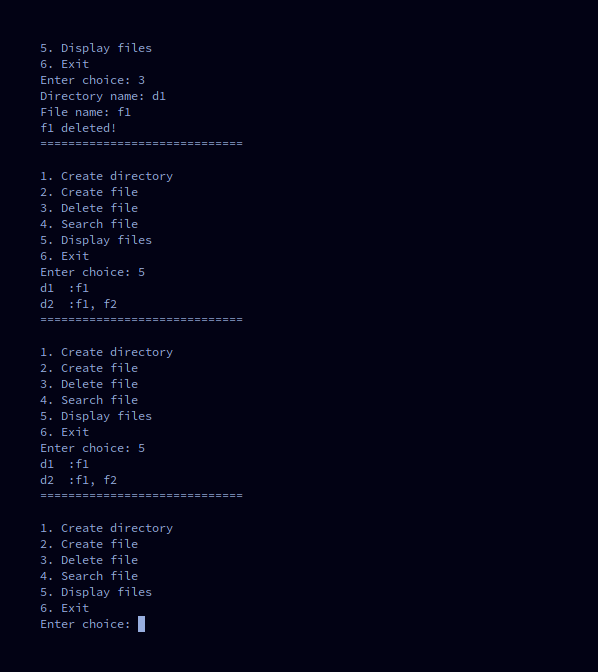 5. Display files
6. Exit
Enter choice: 3
Directory name: d1
File name: f1
f1 deleted!
=============================

1. Create directory
2. Create file
3. Delete file
4. Search file
5. Display files
6. Exit
Enter choice: 5
d1  :f1
d2  :f1, f2
=============================

1. Create directory
2. Create file
3. Delete file
4. Search file
5. Display files
6. Exit
Enter choice: 5
d1  :f1
d2  :f1, f2
=============================

1. Create directory
2. Create file
3. Delete file
4. Search file
5. Display files
6. Exit
Enter choice: